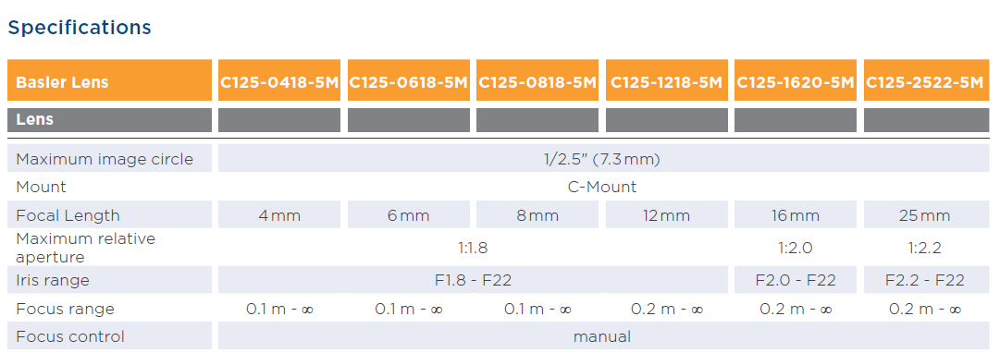 Specifications
Basler Lens C125-0418-5M C125-0618-5M C125-0818-5M C125-1218-5M C125-1620-5M C125-2522-5M
Lens
Maximum image circle 1/2.5" (7.3 mm)
Mount C-Mount
Focal Length 4 mm 6 mm 8 mm 12 mm 16 mm 25 mm
Maximum relative
aperture 1:1.8 1:2.0 1:2.2
Iris range F1.8 - F22 F2.0 - F22 F2.2 - F22
Focus range 0.1 m - ∞ 0.1 m - ∞ 0.1 m - ∞ 0.2 m - ∞ 0.2 m - ∞ 0.2 m - ∞
Focus control manual